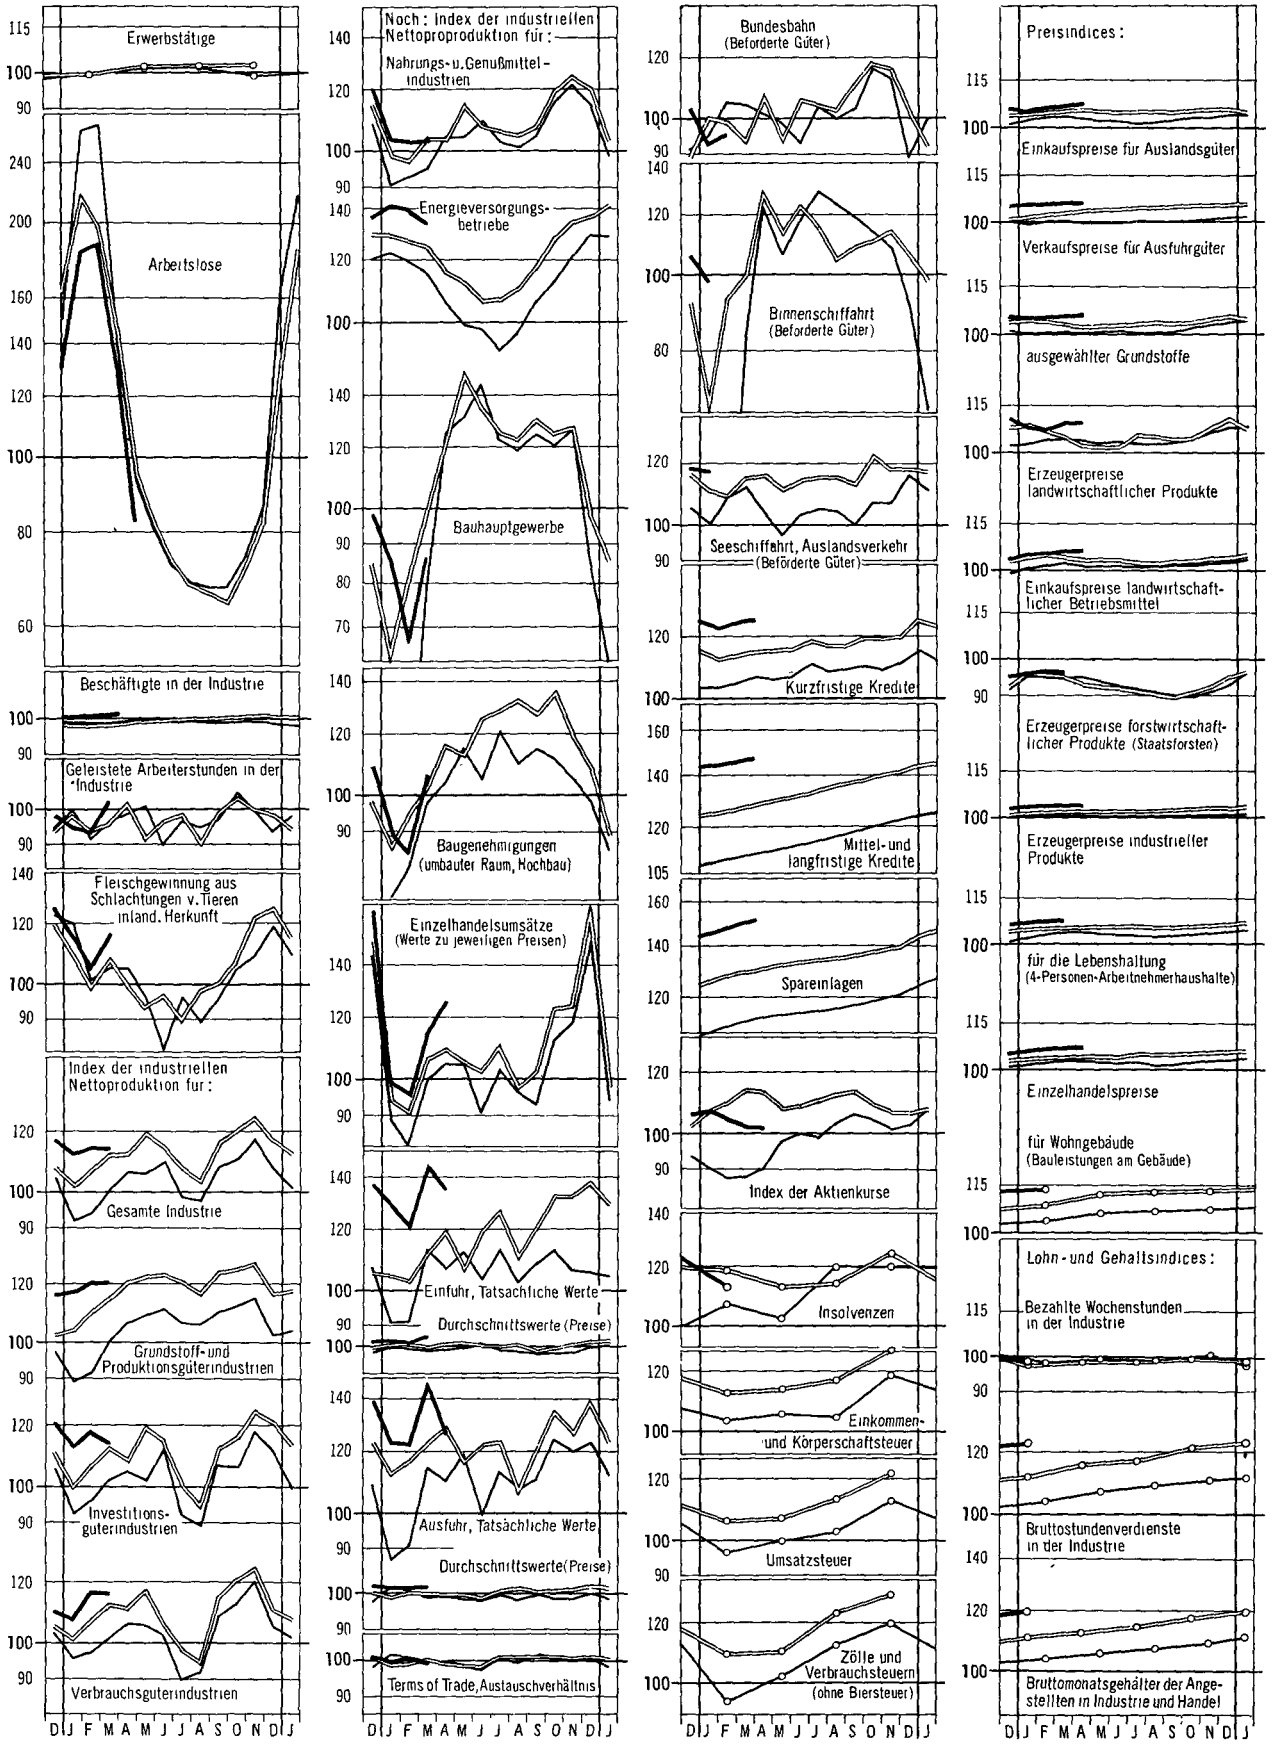 115
Erwerbstätige
100
90
240
200
Arbeitslose
160
140
120
100
80
60
Beschäftigte in der Industrie
100
90
Geleistete Arbeiterstunden in der
Industrie
100
90
140
Fleischgewinnung aus
Schlachtungen v. Tieren
inländ. Herkunft
120
100
90
Index der industriellen
Nettoproduktion für:
120
100
Gesamte Industrie
90
120
100
Grundstoff- und
Produktionsgüterindustrien
90
120
100
Investitions-
güterindustrien
90
120
100
90
Verbrauchsgüterindustrien
D J F M A M J J A S O N D J
Noch: Index der industriellen
Nettoproproduktion für:
140
Nahrungs- u. Genußmittel-
industrien
120
100
90
140
Energieversorgungs-
betriebe
120
100
140
120
100
Bauhauptgewerbe
90
80
70
140
120
100
90
Baugenehmigungen
(umbauter Raum, Hochbau)
Einzelhandelsumsätze
(Werte zu jeweiligen Preisen)
140
120
100
90
140
120
100
Einfuhr, Tatsächliche Werte
90
Durchschnittswerte (Preise)
100
140
120
100
Ausfuhr, Tatsächliche Werte
90
Durchschnittswerte (Preise)
100
90
100
Terms of Trade, Austauschverhältnis
90
D J F M A M J J A S O N D J
Bundesbahn
(Beförderte Güter)
120
100
90
140
120
100
Binnenschiffahrt
(Beförderte Güter)
80
120
100
Seeschiffahrt, Auslandsverkehr
90
(Beförderte Güter)
120
Kurzfristige Kredite
100
160
140
120
Mittel- und
langfristige Kredite
105
160
140
Spareinlagen
120
120
100
90
Index der Aktienkurse
140
120
Insolvenzen
100
120
Einkommen-
100
und Körperschaftsteuer
120
100
Umsatzsteuer
90
120
Zölle und
Verbrauchsteuern
100
(ohne Biersteuer)
D J F M A M J J A S O N D J
Preisindices:
115
100
Einkaufspreise für Auslandsgüter
115
100
Verkaufspreise für Ausfuhrgüter
115
100
ausgewählter Grundstoffe
115
100
Erzeugerpreise
landwirtschaftlicher Produkte
115
100
Einkaufspreise landwirtschaft-
licher Betriebsmittel
115
100
90
Erzeugerpreise forstwirtschaft-
licher Produkte (Staatsforsten)
115
100
Erzeugerpreise industrieller
Produkte
115
100
für die Lebenshaltung
(4-Personen-Arbeitnehmerhaushalte)
115
100
Einzelhandelspreise
für Wohngebäude
(Bauleistungen am Gebäude)
115
100
Lohn- und Gehaltsindices:
Bezahlte Wochenstunden
115
in der Industrie
100
90
120
100
Bruttostundenverdienste
in der Industrie
140
120
100
Bruttomonatsgehälter der Ange-
stellten in Industrie und Handel
D J F M A M J J A S O N D J